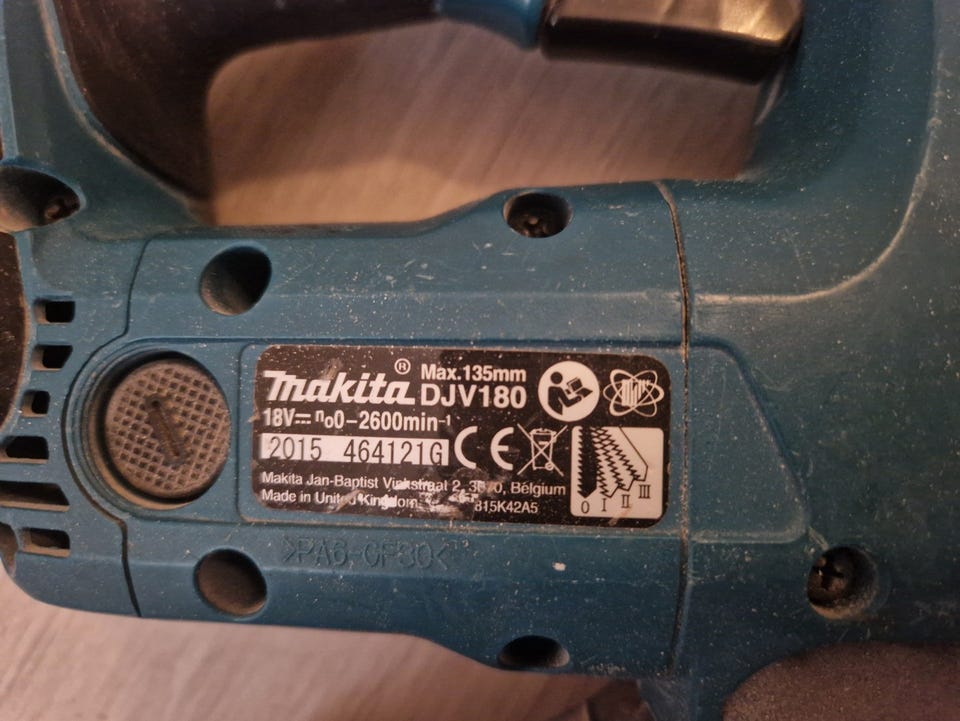 makita® Max.135mm
DJV180
18V⎓ n₀0–2600min⁻¹
2015 464121G CE
Makita Jan-Baptist Vinkstraat 2, 3070, Belgium
Made in United Kingdom 815K42A5
0 I II III
>PA6-GF30<